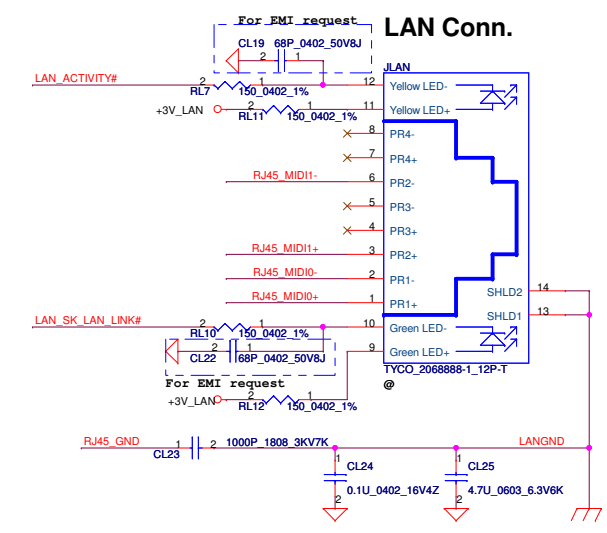 For EMI request
LAN Conn.
CL19 68P_0402_50V8J
2 1
JLAN
LAN_ACTIVITY# 2 1 12 Yellow LED-
RL7 150_0402_1%
+3V_LAN 2 1 11 Yellow LED+
RL11 150_0402_1%
8 PR4-
7 PR4+
RJ45_MIDI1- 6 PR2-
5 PR3-
4 PR3+
RJ45_MIDI1+ 3 PR2+
RJ45_MIDI0- 2 PR1-
SHLD2 14
RJ45_MIDI0+ 1 PR1+
SHLD1 13
LAN_SK_LAN_LINK# 2 1 10 Green LED-
RL10 150_0402_1%
2 1 9 Green LED+
CL22 68P_0402_50V8J
TYCO_2068888-1_12P-T
For EMI request
@
+3V_LAN 2 1
RL12 150_0402_1%
RJ45_GND 1 2 1000P_1808_3KV7K LANGND
CL23
1 1
CL24 CL25
0.1U_0402_16V4Z 4.7U_0603_6.3V6K
2 2